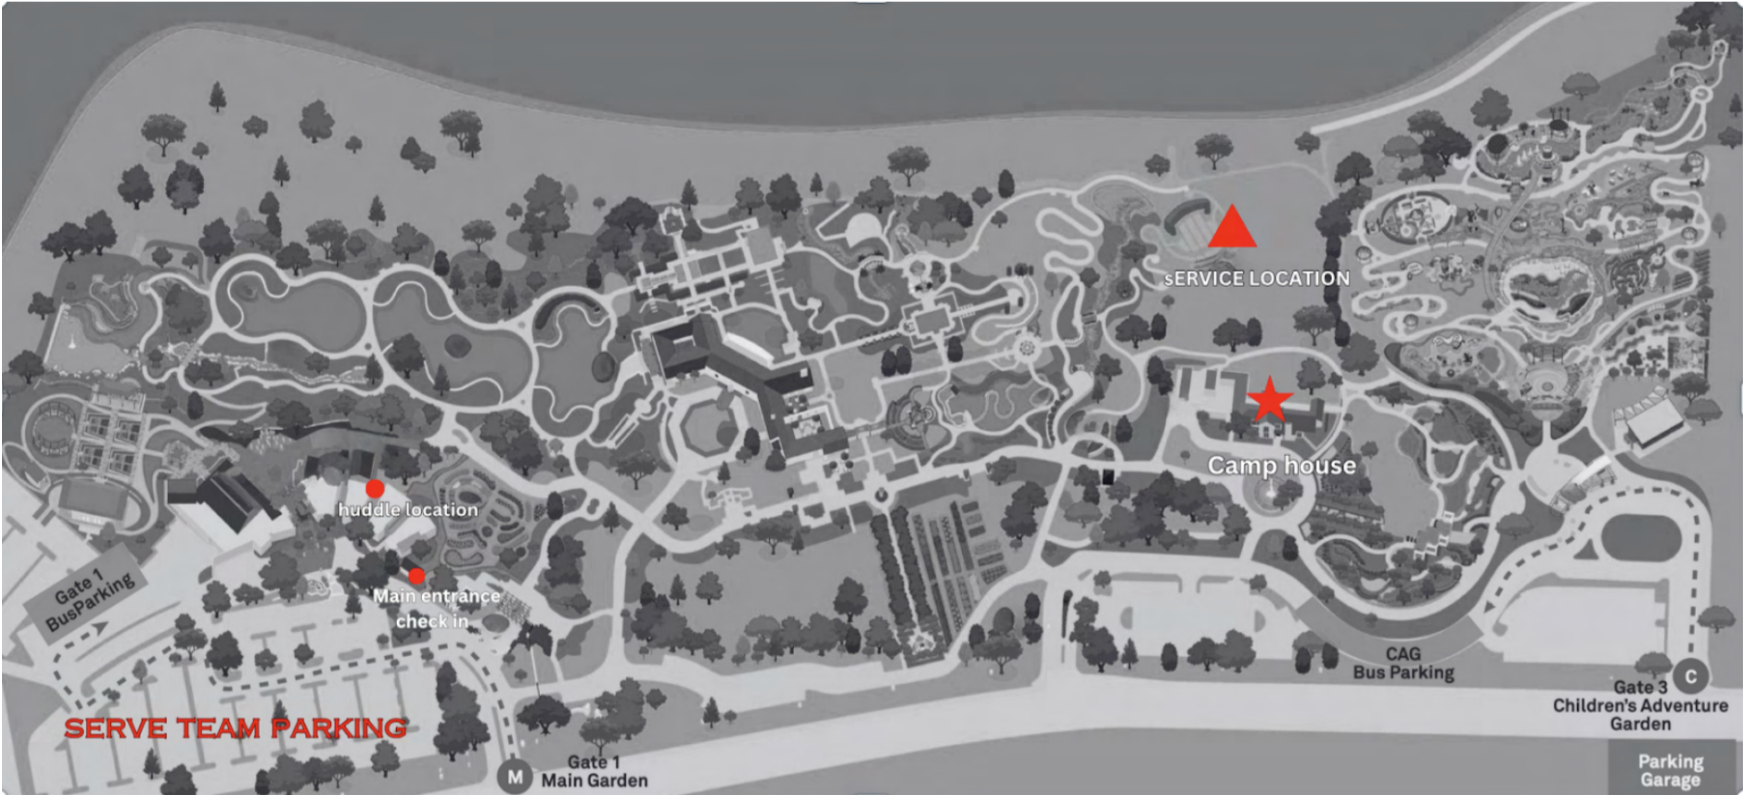 sERVICE LOCATION
Camp house
huddle location
Main entrance
check in
Gate 1
BusParking
SERVE TEAM PARKING
M
Gate 1
Main Garden
CAG
Bus Parking
C
Gate 3
Children's Adventure
Garden
Parking
Garage